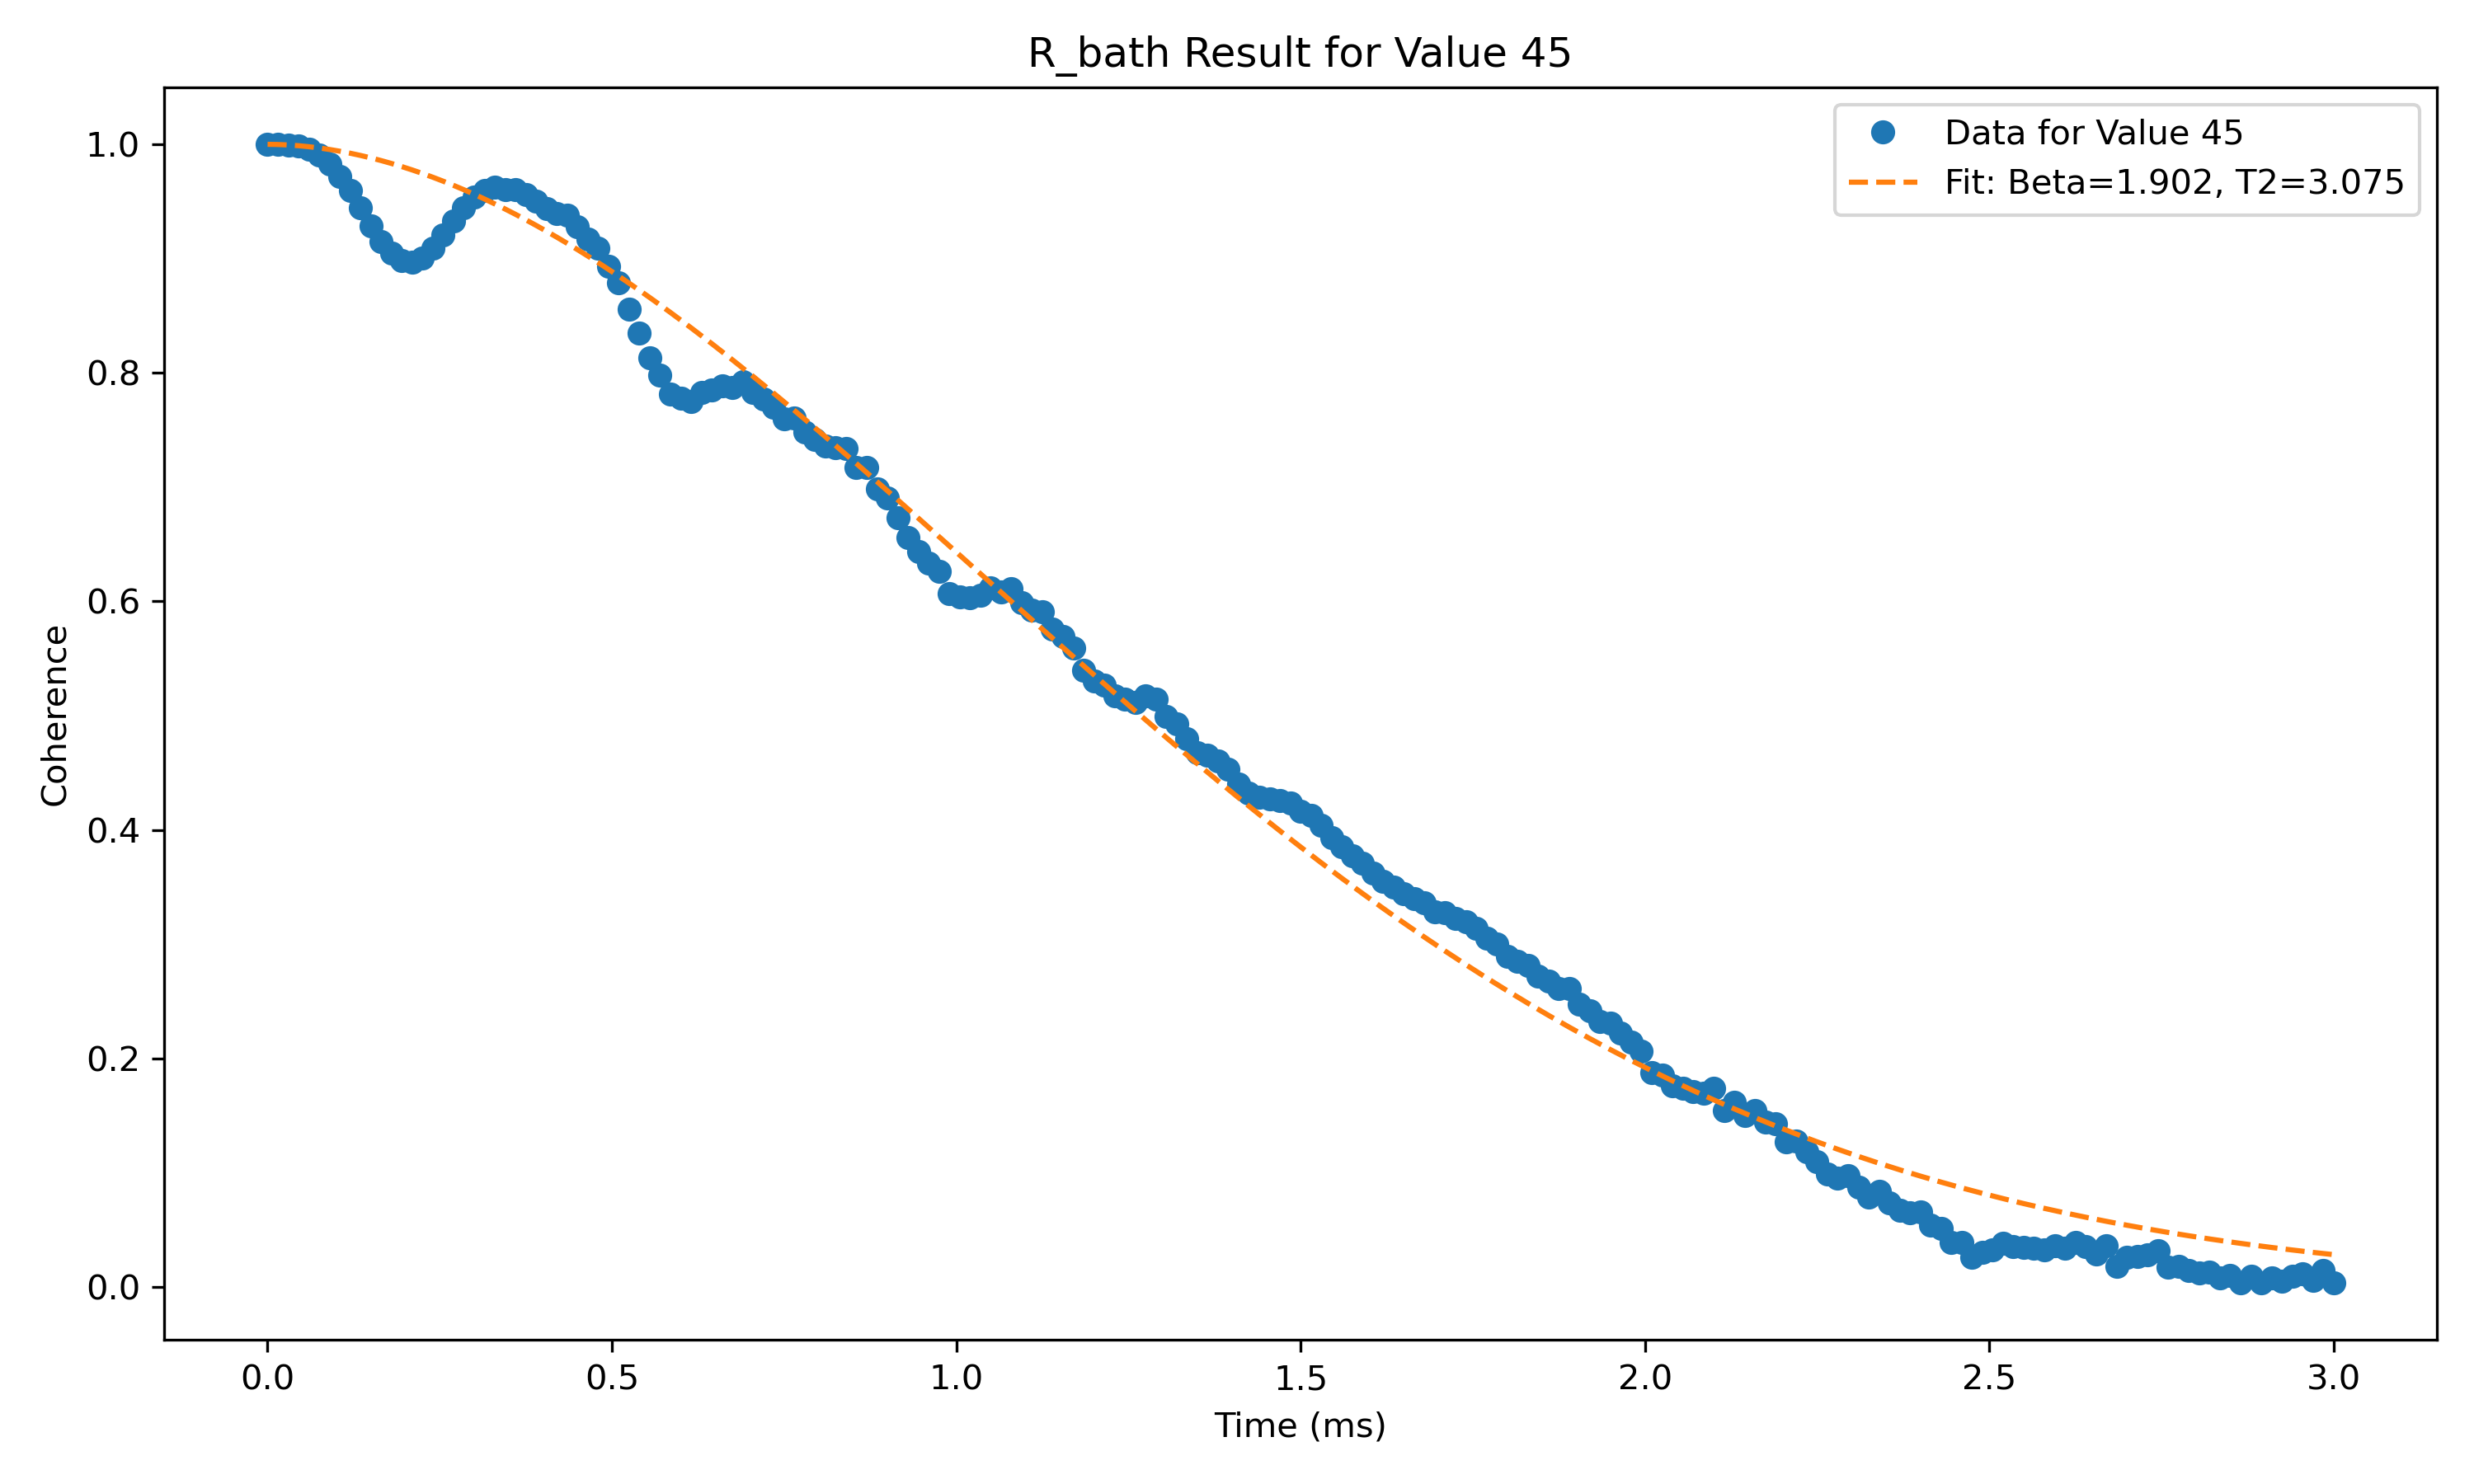 R_bath Result for Value 45
Data for Value 45
Fit: Beta=1.902, T2=3.075
Coherence
1.0
0.8
0.6
0.4
0.2
0.0
0.0 0.5 1.0 1.5 2.0 2.5 3.0
Time (ms)